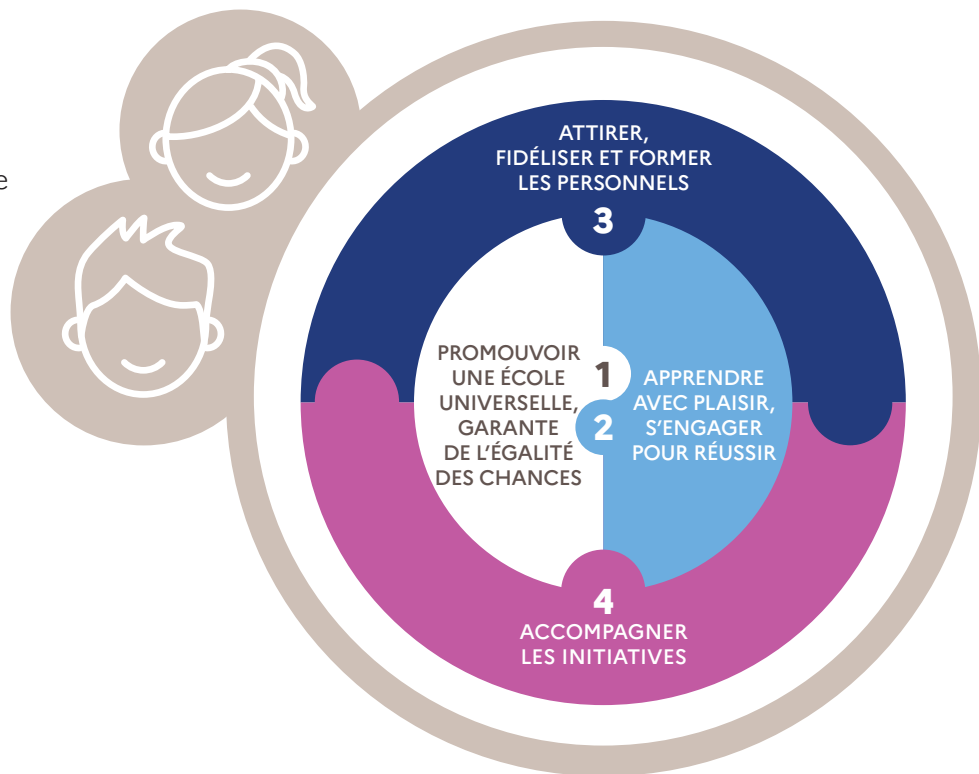 e
ATTIRER,
FIDÉLISER ET FORMER
LES PERSONNELS
3
PROMOUVOIR
UNE ÉCOLE
UNIVERSELLE,
GARANTE
DE L'ÉGALITÉ
DES CHANCES
1
2
APPRENDRE
AVEC PLAISIR,
S'ENGAGER
POUR RÉUSSIR
4
ACCOMPAGNER
LES INITIATIVES